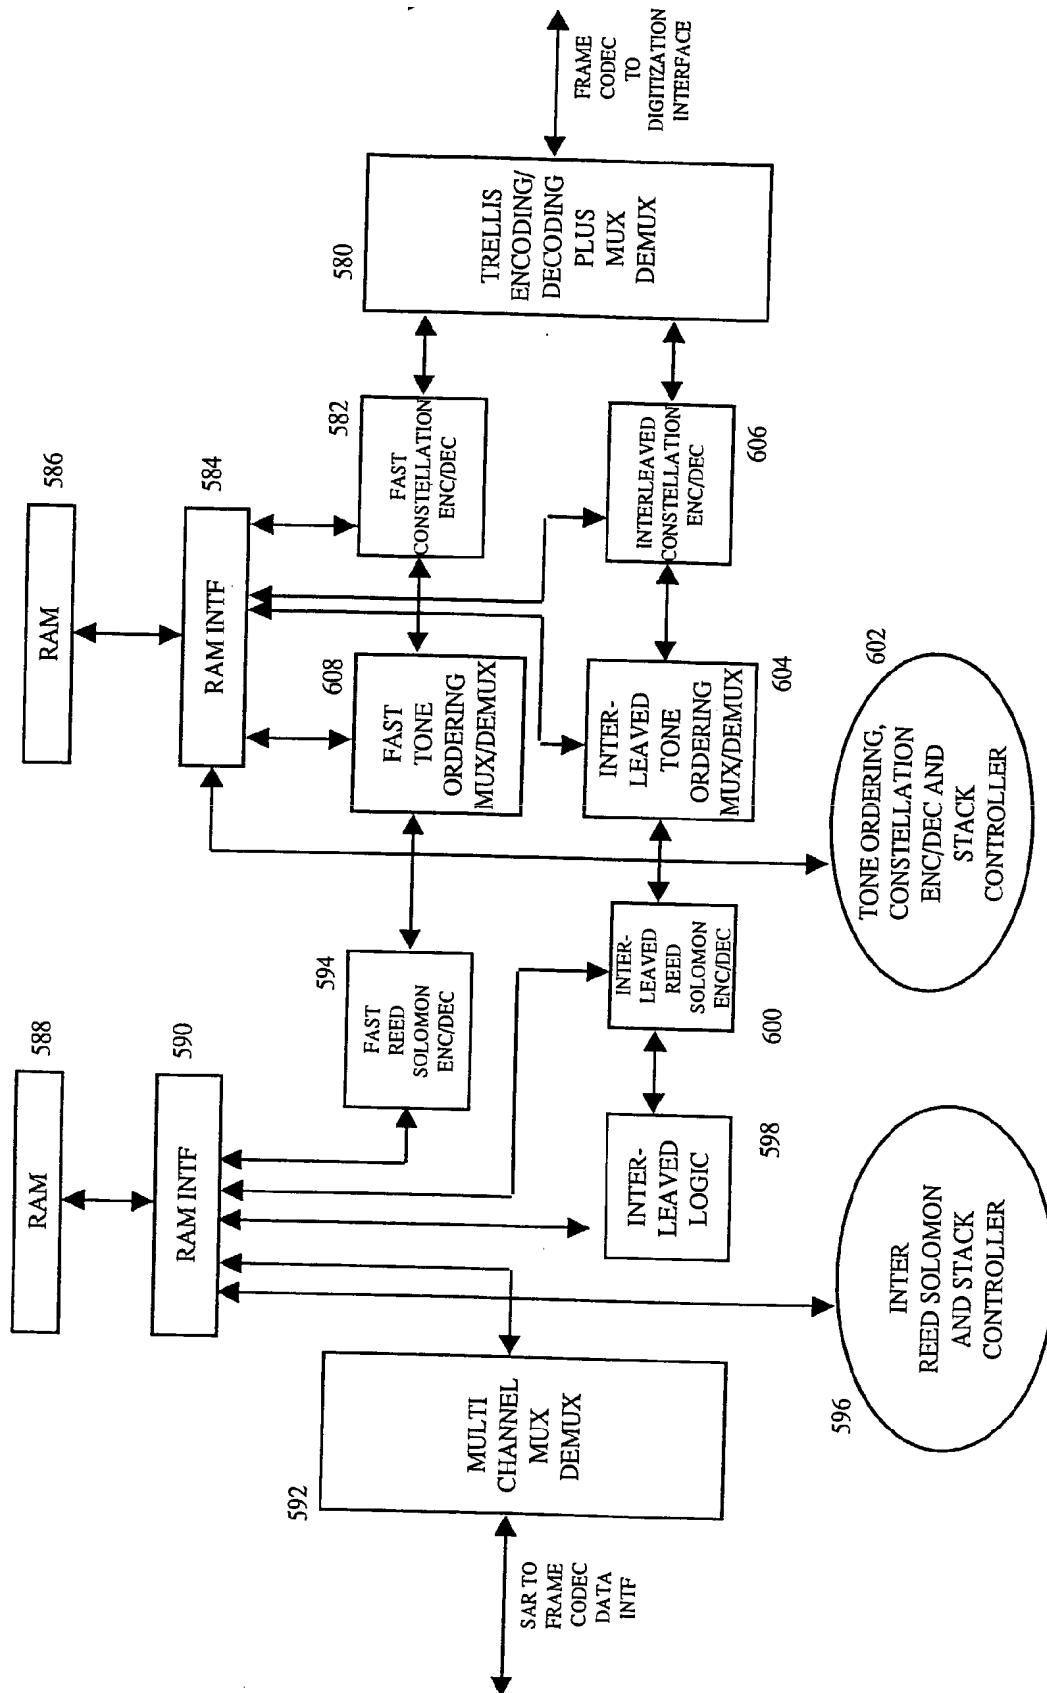 RAM
588
RAM
586
RAM INTF
590
RAM INTF
584
SAR TO
FRAME
CODEC
DATA
INTF
592
MULTI
CHANNEL
MUX
DEMUX
594
FAST
REED
SOLOMON
ENC/DEC
608
FAST
TONE
ORDERING
MUX/DEMUX
582
FAST
CONSTELLATION
ENC/DEC
580
TRELLIS
ENCODING/
DECODING
PLUS
MUX
DEMUX
FRAME
CODEC
TO
DIGITIZATION
INTERFACE
INTER-
LEAVED
LOGIC
598
INTER-
LEAVED
REED
SOLOMON
ENC/DEC
600
INTER-
LEAVED
TONE
ORDERING
MUX/DEMUX
604
INTERLEAVED
CONSTELLATION
ENC/DEC
606
596
INTER
REED SOLOMON
AND STACK
CONTROLLER
602
TONE ORDERING,
CONSTELLATION
ENC/DEC AND
STACK
CONTROLLER